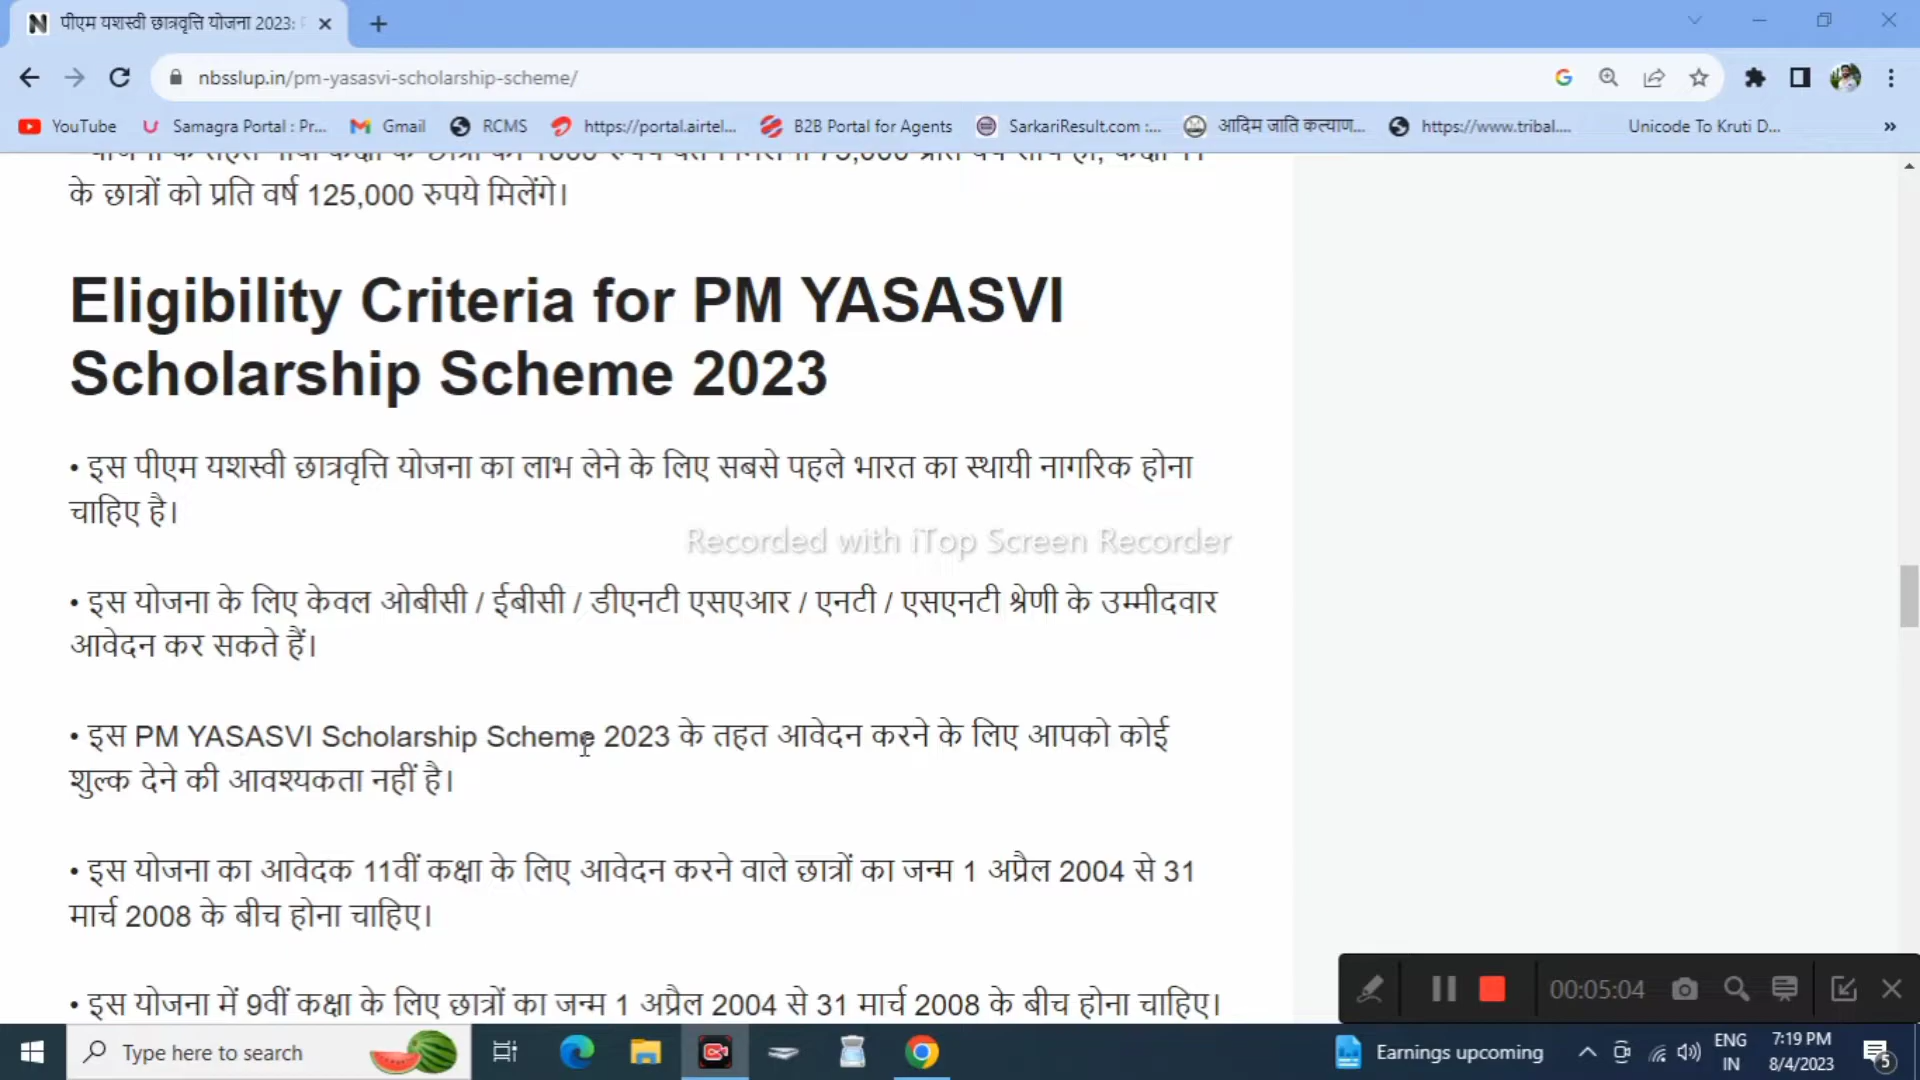 पीएम यशस्वी छात्रवृत्ति योजना 2023:
nbsslup.in/pm-yasasvi-scholarship-scheme/
YouTube Samagra Portal : Pr... Gmail RCMS https://portal.airtel... B2B Portal for Agents SarkariResult.com :... आदिम जाति कल्याण... https://www.tribal.... Unicode To Kruti D... »
के छात्रों को प्रति वर्ष 125,000 रुपये मिलेंगे।
Eligibility Criteria for PM YASASVI
Scholarship Scheme 2023
• इस पीएम यशस्वी छात्रवृत्ति योजना का लाभ लेने के लिए सबसे पहले भारत का स्थायी नागरिक होना
चाहिए है।
Recorded with iTop Screen Recorder
• इस योजना के लिए केवल ओबीसी / ईबीसी / डीएनटी एसएआर / एनटी / एसएनटी श्रेणी के उम्मीदवार
आवेदन कर सकते हैं।
• इस PM YASASVI Scholarship Scheme 2023 के तहत आवेदन करने के लिए आपको कोई
शुल्क देने की आवश्यकता नहीं है।
• इस योजना का आवेदक 11वीं कक्षा के लिए आवेदन करने वाले छात्रों का जन्म 1 अप्रैल 2004 से 31
मार्च 2008 के बीच होना चाहिए।
• इस योजना में 9वीं कक्षा के लिए छात्रों का जन्म 1 अप्रैल 2004 से 31 मार्च 2008 के बीच होना चाहिए।
00:05:04
Type here to search
Earnings upcoming
ENG
IN
7:19 PM
8/4/2023
5